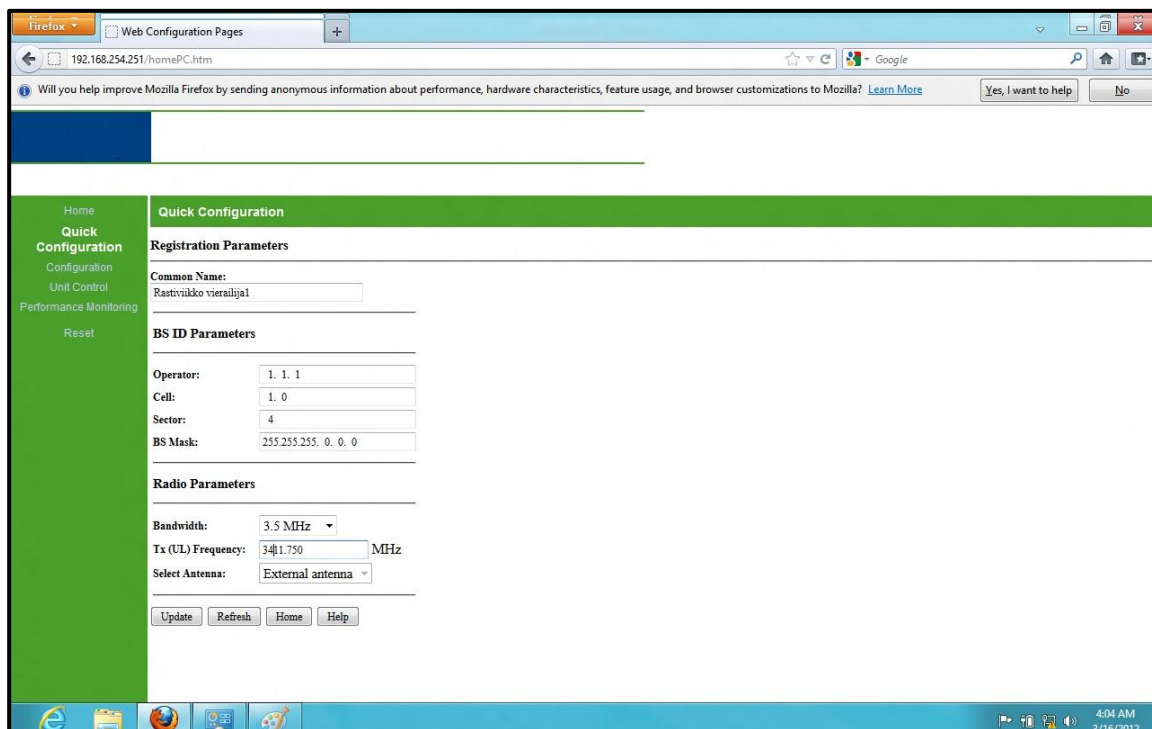 Firefox
Web Configuration Pages
+
192.168.254.251/homePC.htm
Google
Will you help improve Mozilla Firefox by sending anonymous information about performance, hardware characteristics, feature usage, and browser customizations to Mozilla? Learn More
Yes, I want to help
No
Home
Quick Configuration
Configuration
Unit Control
Performance Monitoring
Reset
Quick Configuration
Registration Parameters
Common Name:
Rastiviikko vierailija1
BS ID Parameters
Operator: 1. 1. 1
Cell: 1. 0
Sector: 4
BS Mask: 255.255.255. 0. 0. 0
Radio Parameters
Bandwidth: 3.5 MHz
Tx (UL) Frequency: 3411.750 MHz
Select Antenna: External antenna
Update Refresh Home Help
4:04 AM
3/16/2012